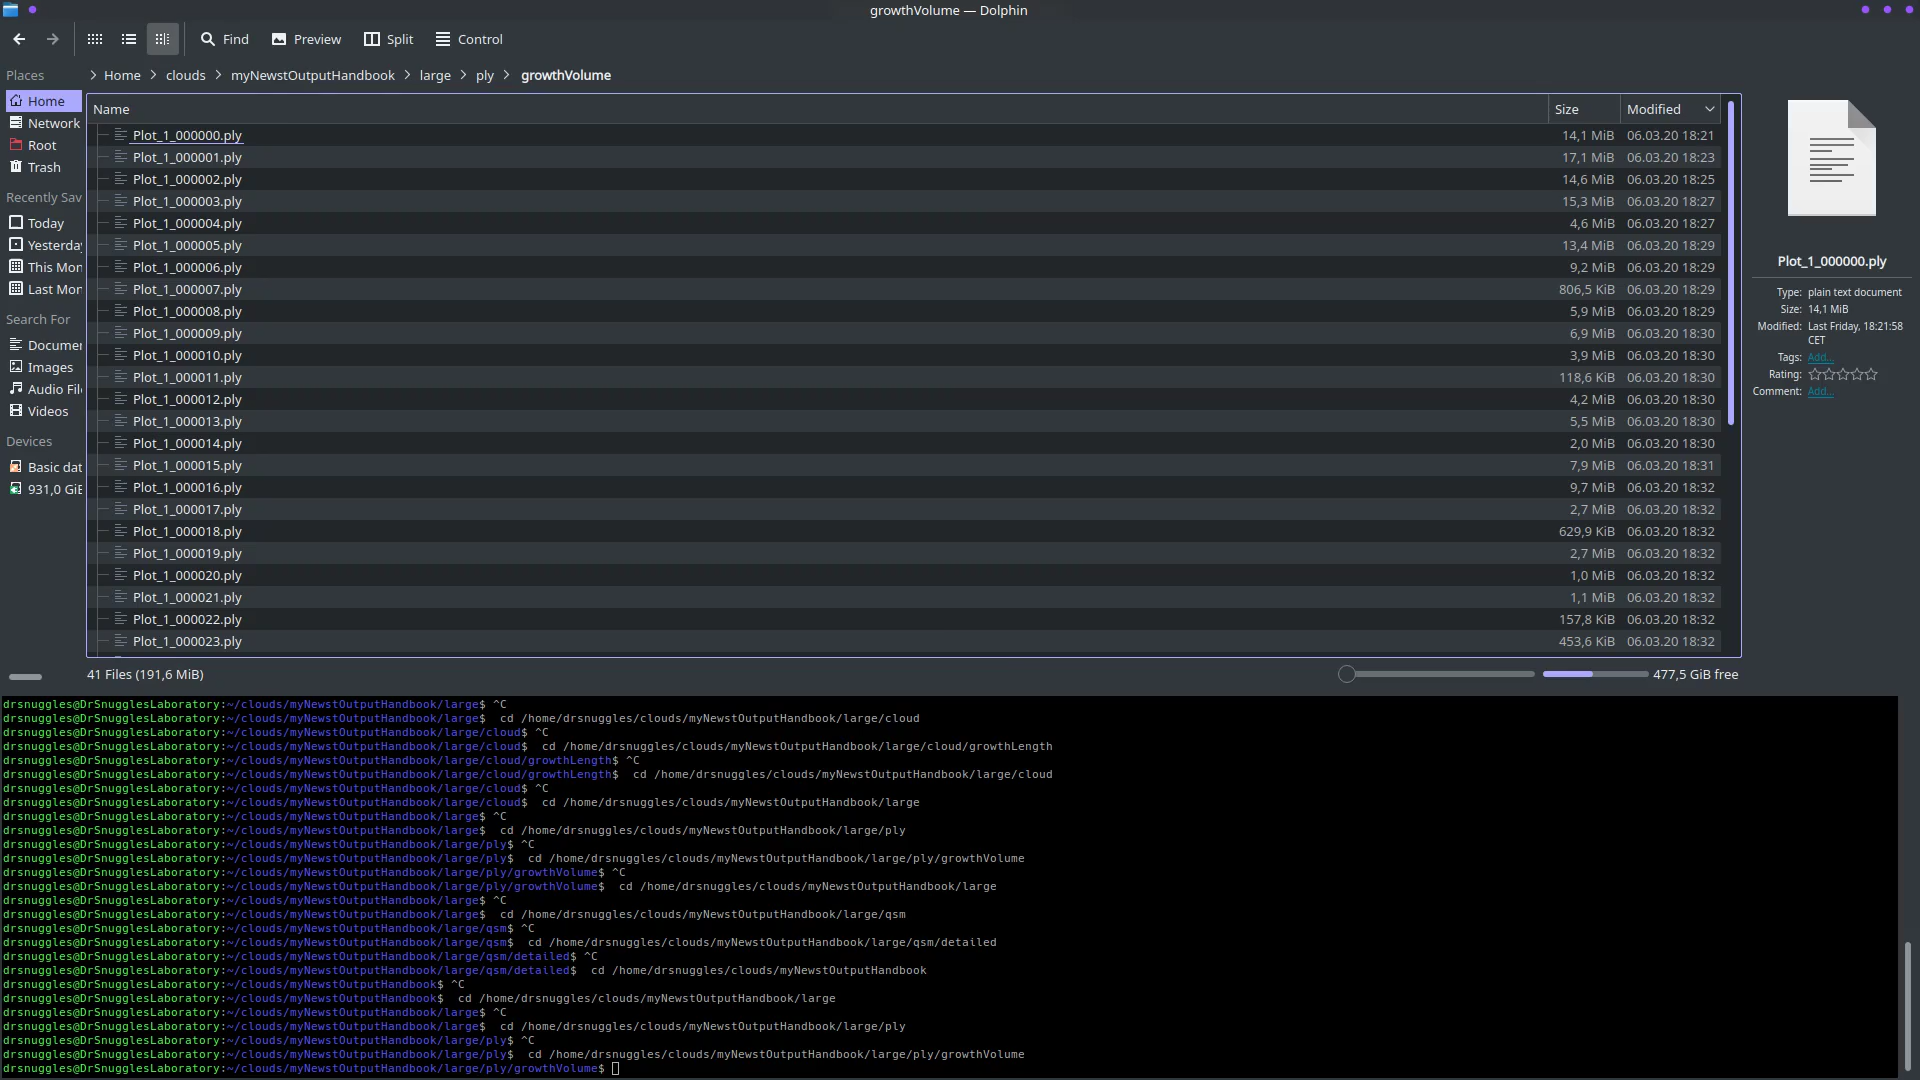 growthVolume — Dolphin
Find Preview Split Control
Places
Home clouds myNewstOutputHandbook large ply growthVolume
Home
Network
Root
Trash
Recently Sav
Today
Yesterday
This Mon
Last Mon
Search For
Documer
Images
Audio File
Videos
Devices
Basic dat
931,0 GiE
Name Size Modified
Plot_1_000000.ply 14,1 MiB 06.03.20 18:21
Plot_1_000001.ply 17,1 MiB 06.03.20 18:23
Plot_1_000002.ply 14,6 MiB 06.03.20 18:25
Plot_1_000003.ply 15,3 MiB 06.03.20 18:27
Plot_1_000004.ply 4,6 MiB 06.03.20 18:27
Plot_1_000005.ply 13,4 MiB 06.03.20 18:29
Plot_1_000006.ply 9,2 MiB 06.03.20 18:29
Plot_1_000007.ply 806,5 KiB 06.03.20 18:29
Plot_1_000008.ply 5,9 MiB 06.03.20 18:29
Plot_1_000009.ply 6,9 MiB 06.03.20 18:30
Plot_1_000010.ply 3,9 MiB 06.03.20 18:30
Plot_1_000011.ply 118,6 KiB 06.03.20 18:30
Plot_1_000012.ply 4,2 MiB 06.03.20 18:30
Plot_1_000013.ply 5,5 MiB 06.03.20 18:30
Plot_1_000014.ply 2,0 MiB 06.03.20 18:30
Plot_1_000015.ply 7,9 MiB 06.03.20 18:31
Plot_1_000016.ply 9,7 MiB 06.03.20 18:32
Plot_1_000017.ply 2,7 MiB 06.03.20 18:32
Plot_1_000018.ply 629,9 KiB 06.03.20 18:32
Plot_1_000019.ply 2,7 MiB 06.03.20 18:32
Plot_1_000020.ply 1,0 MiB 06.03.20 18:32
Plot_1_000021.ply 1,1 MiB 06.03.20 18:32
Plot_1_000022.ply 157,8 KiB 06.03.20 18:32
Plot_1_000023.ply 453,6 KiB 06.03.20 18:32
Plot_1_000000.ply
Type: plain text document
Size: 14,1 MiB
Modified: Last Friday, 18:21:58
CET
Tags: Add...
Rating:
Comment: Add...
41 Files (191,6 MiB) 477,5 GiB free
drsnuggles@DrSnugglesLaboratory:~/clouds/myNewstOutputHandbook/large$ ^C
drsnuggles@DrSnugglesLaboratory:~/clouds/myNewstOutputHandbook/large$  cd /home/drsnuggles/clouds/myNewstOutputHandbook/large/cloud
drsnuggles@DrSnugglesLaboratory:~/clouds/myNewstOutputHandbook/large/cloud$ ^C
drsnuggles@DrSnugglesLaboratory:~/clouds/myNewstOutputHandbook/large/cloud$  cd /home/drsnuggles/clouds/myNewstOutputHandbook/large/cloud/growthLength
drsnuggles@DrSnugglesLaboratory:~/clouds/myNewstOutputHandbook/large/cloud/growthLength$ ^C
drsnuggles@DrSnugglesLaboratory:~/clouds/myNewstOutputHandbook/large/cloud/growthLength$  cd /home/drsnuggles/clouds/myNewstOutputHandbook/large/cloud
drsnuggles@DrSnugglesLaboratory:~/clouds/myNewstOutputHandbook/large/cloud$ ^C
drsnuggles@DrSnugglesLaboratory:~/clouds/myNewstOutputHandbook/large/cloud$  cd /home/drsnuggles/clouds/myNewstOutputHandbook/large
drsnuggles@DrSnugglesLaboratory:~/clouds/myNewstOutputHandbook/large$ ^C
drsnuggles@DrSnugglesLaboratory:~/clouds/myNewstOutputHandbook/large$  cd /home/drsnuggles/clouds/myNewstOutputHandbook/large/ply
drsnuggles@DrSnugglesLaboratory:~/clouds/myNewstOutputHandbook/large/ply$ ^C
drsnuggles@DrSnugglesLaboratory:~/clouds/myNewstOutputHandbook/large/ply$  cd /home/drsnuggles/clouds/myNewstOutputHandbook/large/ply/growthVolume
drsnuggles@DrSnugglesLaboratory:~/clouds/myNewstOutputHandbook/large/ply/growthVolume$ ^C
drsnuggles@DrSnugglesLaboratory:~/clouds/myNewstOutputHandbook/large/ply/growthVolume$  cd /home/drsnuggles/clouds/myNewstOutputHandbook/large
drsnuggles@DrSnugglesLaboratory:~/clouds/myNewstOutputHandbook/large$ ^C
drsnuggles@DrSnugglesLaboratory:~/clouds/myNewstOutputHandbook/large$  cd /home/drsnuggles/clouds/myNewstOutputHandbook/large/qsm
drsnuggles@DrSnugglesLaboratory:~/clouds/myNewstOutputHandbook/large/qsm$ ^C
drsnuggles@DrSnugglesLaboratory:~/clouds/myNewstOutputHandbook/large/qsm$  cd /home/drsnuggles/clouds/myNewstOutputHandbook/large/qsm/detailed
drsnuggles@DrSnugglesLaboratory:~/clouds/myNewstOutputHandbook/large/qsm/detailed$ ^C
drsnuggles@DrSnugglesLaboratory:~/clouds/myNewstOutputHandbook/large/qsm/detailed$  cd /home/drsnuggles/clouds/myNewstOutputHandbook
drsnuggles@DrSnugglesLaboratory:~/clouds/myNewstOutputHandbook$ ^C
drsnuggles@DrSnugglesLaboratory:~/clouds/myNewstOutputHandbook$  cd /home/drsnuggles/clouds/myNewstOutputHandbook/large
drsnuggles@DrSnugglesLaboratory:~/clouds/myNewstOutputHandbook/large$ ^C
drsnuggles@DrSnugglesLaboratory:~/clouds/myNewstOutputHandbook/large$  cd /home/drsnuggles/clouds/myNewstOutputHandbook/large/ply
drsnuggles@DrSnugglesLaboratory:~/clouds/myNewstOutputHandbook/large/ply$ ^C
drsnuggles@DrSnugglesLaboratory:~/clouds/myNewstOutputHandbook/large/ply$  cd /home/drsnuggles/clouds/myNewstOutputHandbook/large/ply/growthVolume
drsnuggles@DrSnugglesLaboratory:~/clouds/myNewstOutputHandbook/large/ply/growthVolume$